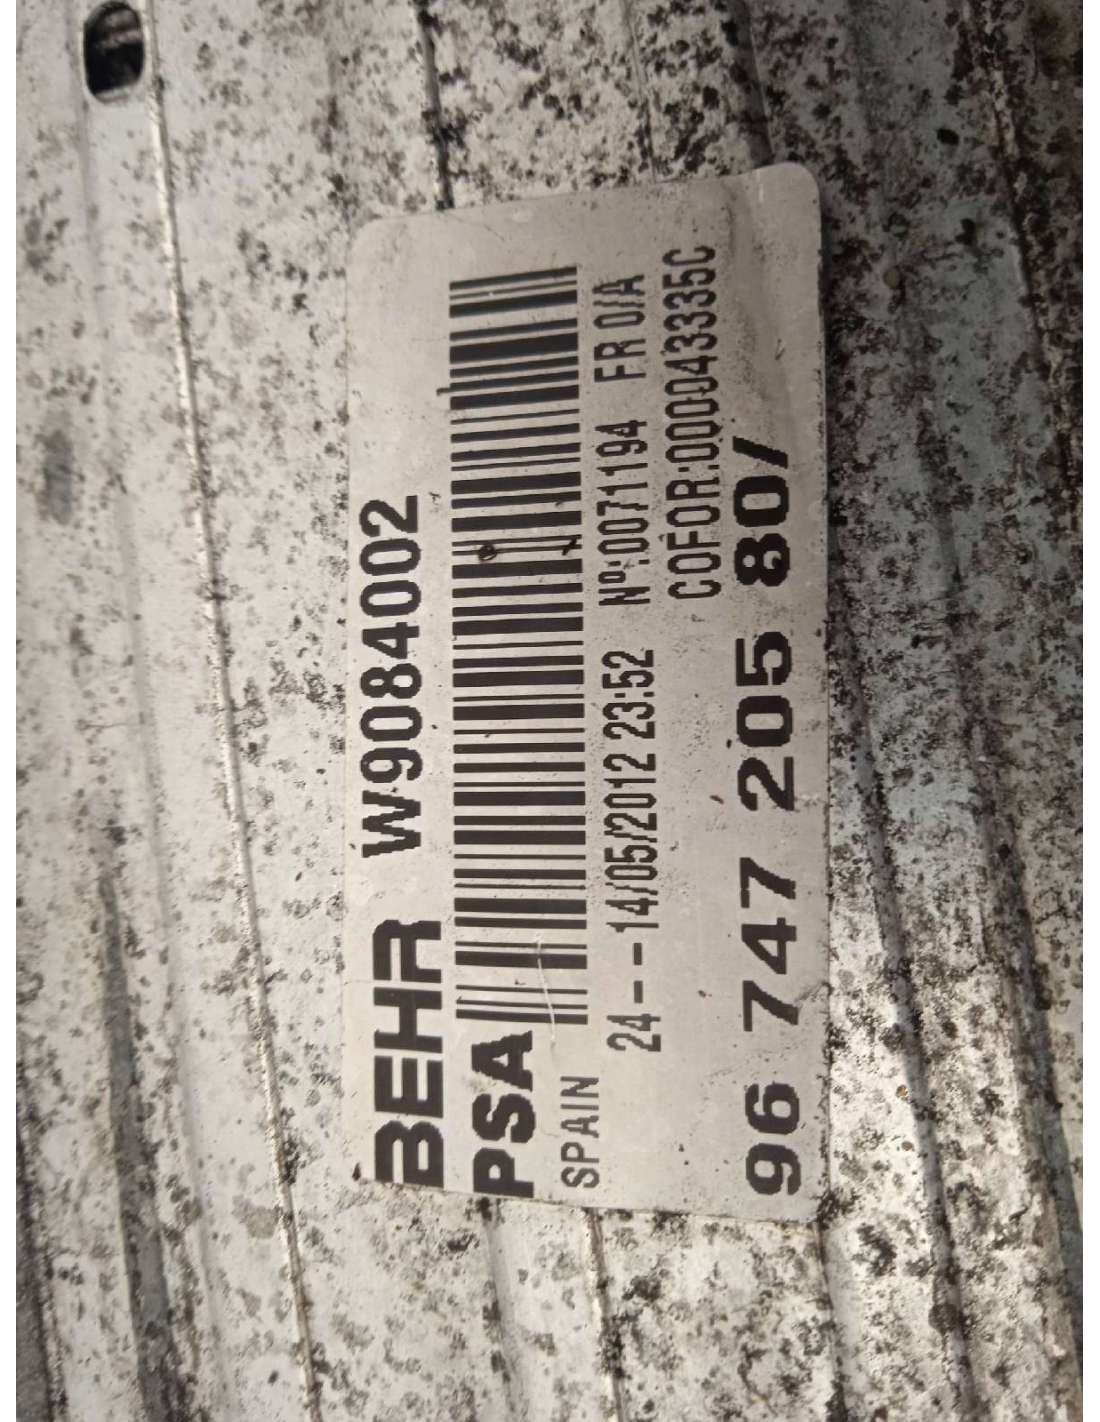 BEHR W9084002
PSA
SPAIN
24 - - 14/05/2012 23:52 Nº:0071194 FR 0/A
COFOR:000043335C
96 747 205 80/